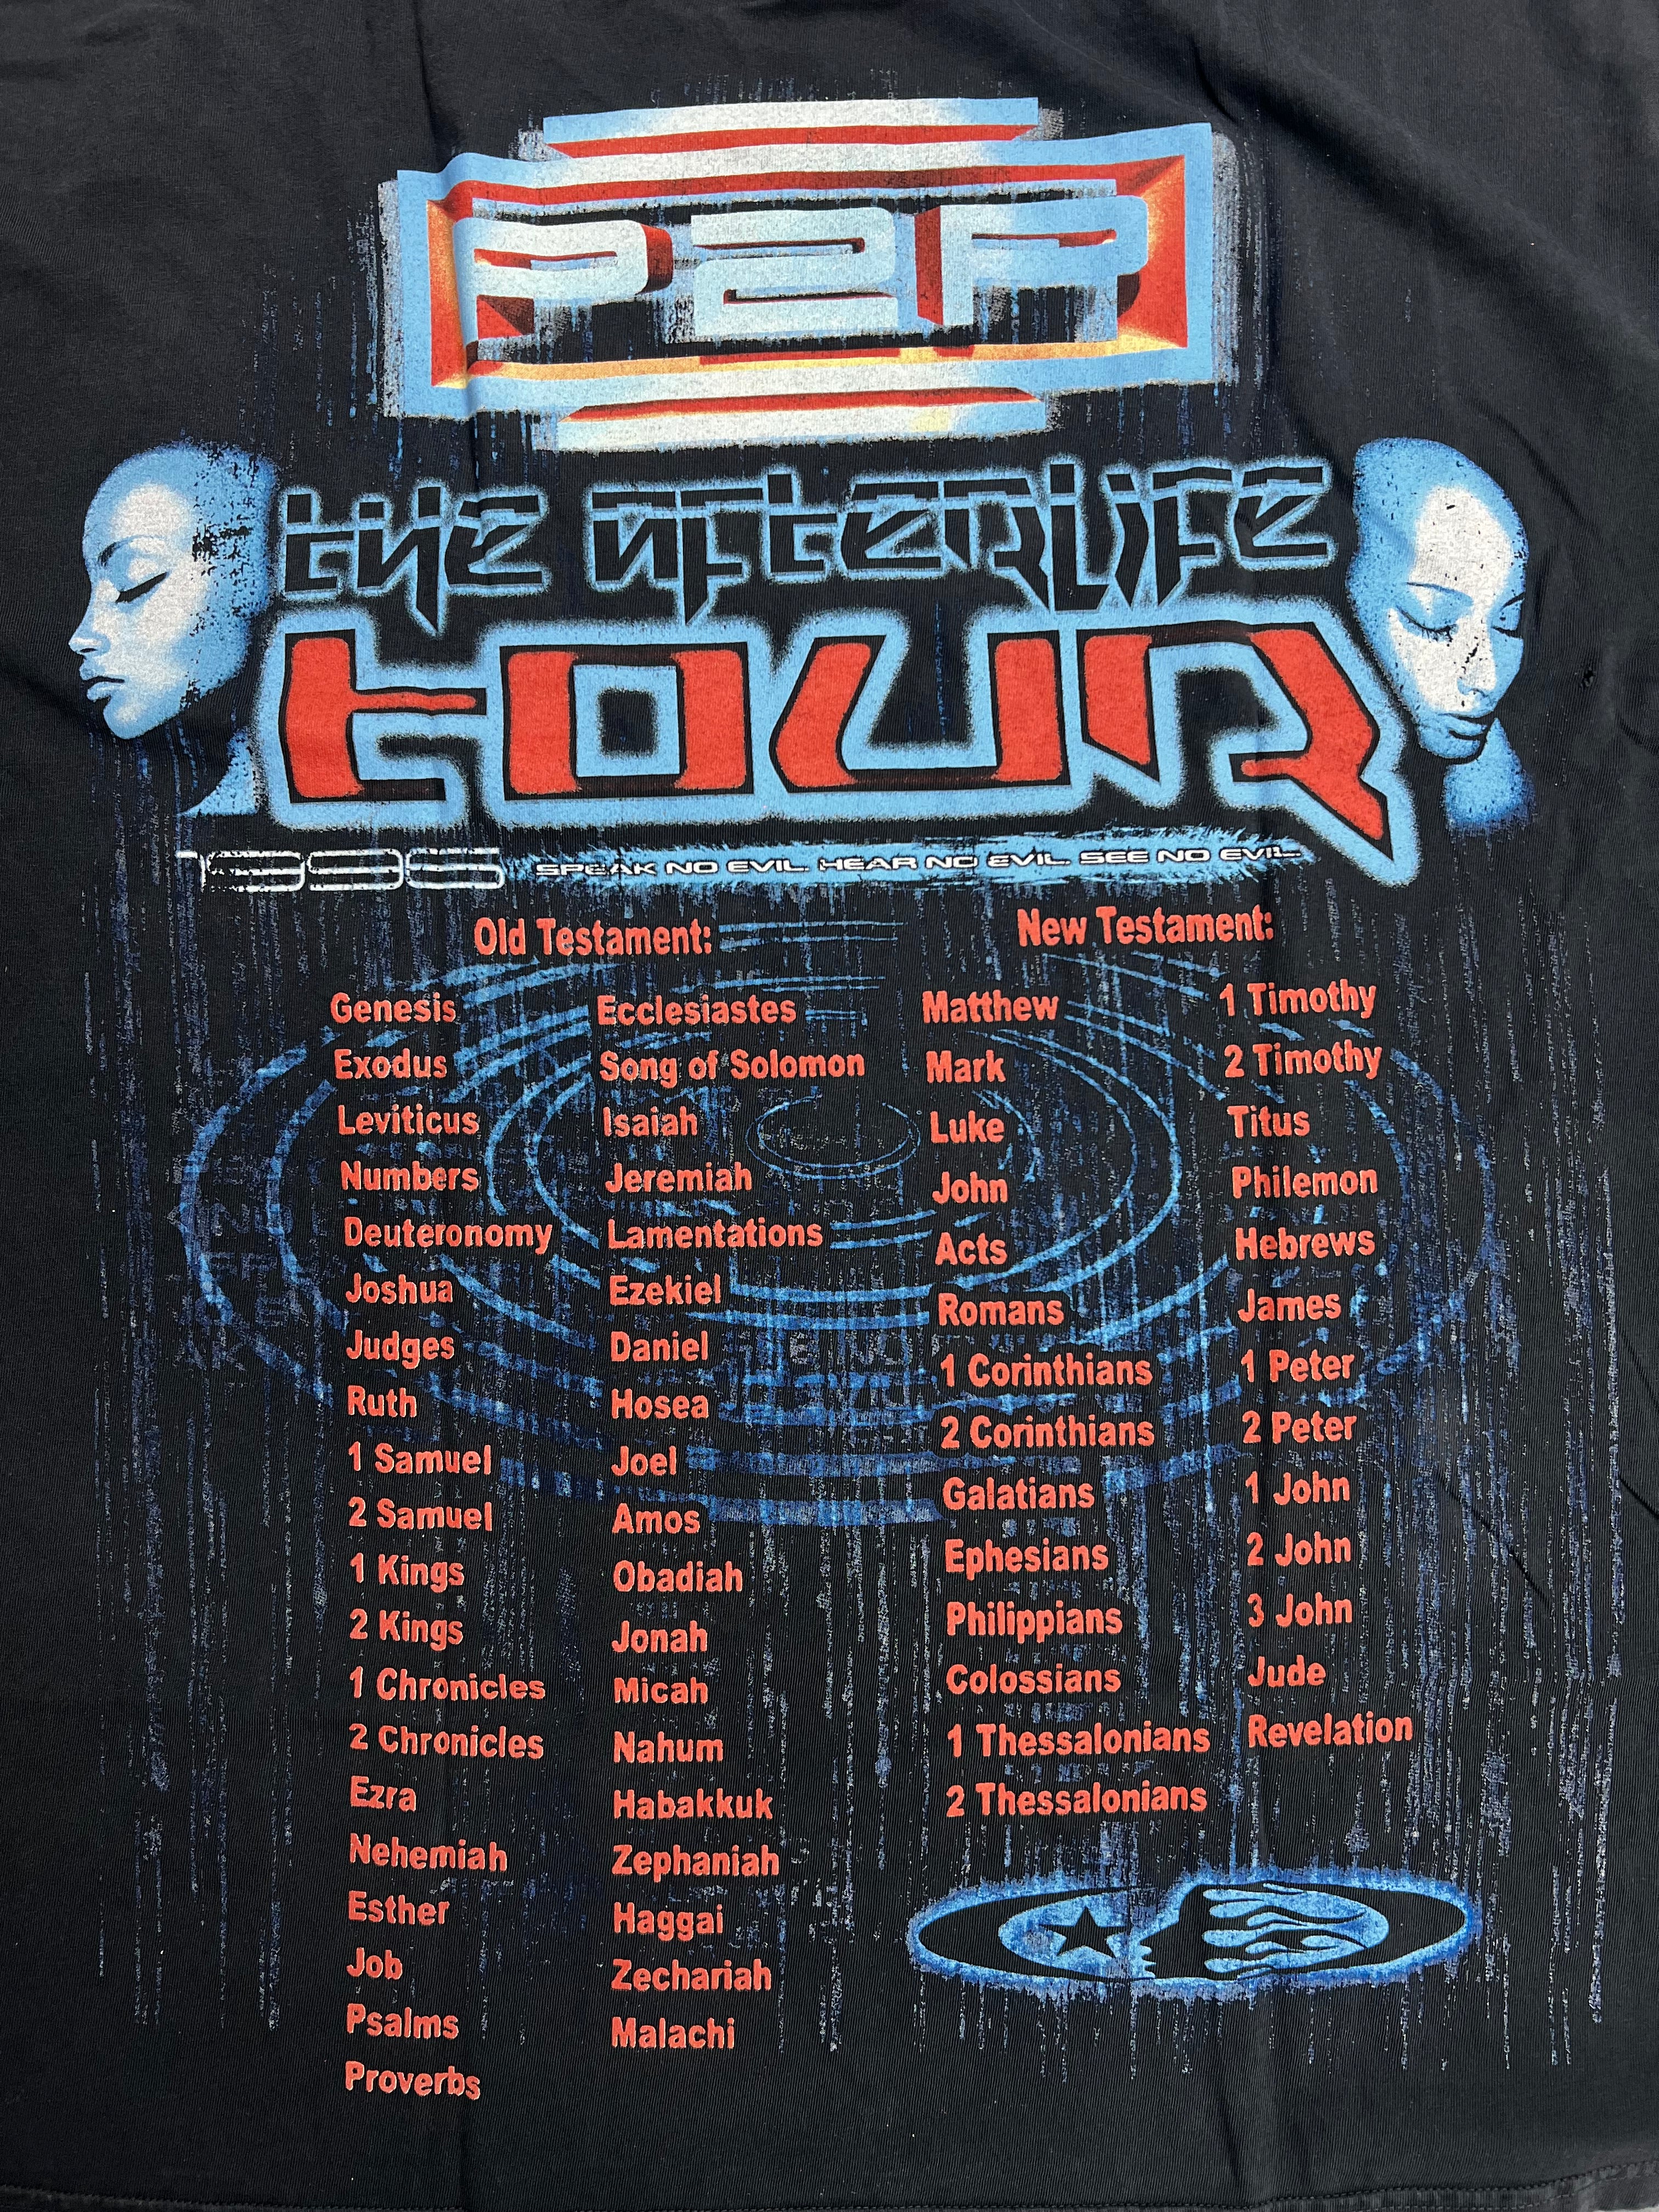 P2R
the AfterLife
tour
1996 SPEAK NO EVIL. HEAR NO EVIL. SEE NO EVIL.
Old Testament:
Genesis
Exodus
Leviticus
Numbers
Deuteronomy
Joshua
Judges
Ruth
1 Samuel
2 Samuel
1 Kings
2 Kings
1 Chronicles
2 Chronicles
Ezra
Nehemiah
Esther
Job
Psalms
Proverbs
Ecclesiastes
Song of Solomon
Isaiah
Jeremiah
Lamentations
Ezekiel
Daniel
Hosea
Joel
Amos
Obadiah
Jonah
Micah
Nahum
Habakkuk
Zephaniah
Haggai
Zechariah
Malachi
New Testament:
Matthew
Mark
Luke
John
Acts
Romans
1 Corinthians
2 Corinthians
Galatians
Ephesians
Philippians
Colossians
1 Thessalonians
2 Thessalonians
1 Timothy
2 Timothy
Titus
Philemon
Hebrews
James
1 Peter
2 Peter
1 John
2 John
3 John
Jude
Revelation